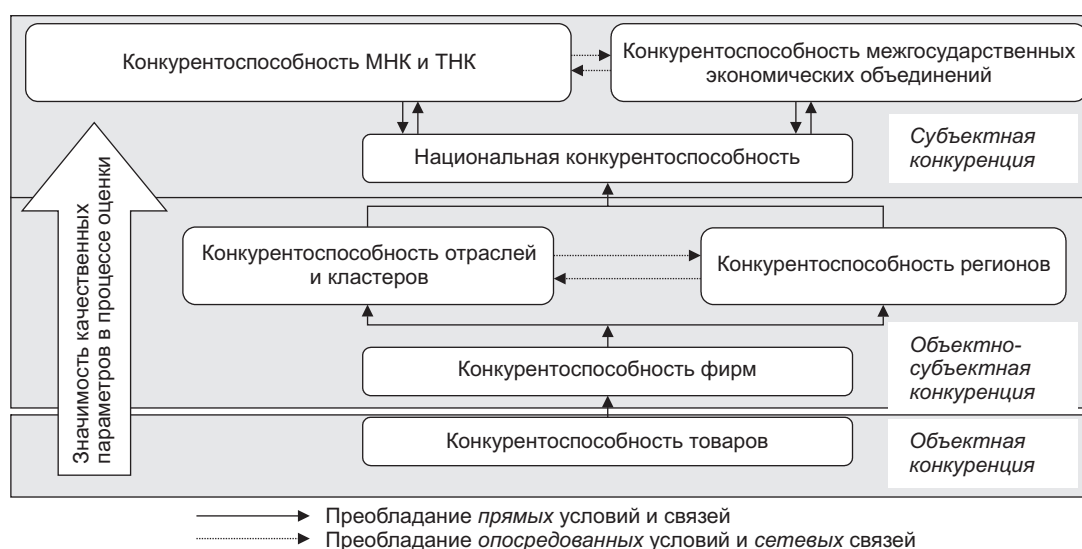 Конкурентоспособность МНК и ТНК
Конкурентоспособность межгосударственных
экономических объединений
Субъектная
конкуренция
Национальная конкурентоспособность
Значимость качественных
параметров в процессе оценки
Конкурентоспособность отраслей
и кластеров
Конкурентоспособность регионов
Объектно-
субъектная
конкуренция
Конкурентоспособность фирм
Конкурентоспособность товаров
Объектная
конкуренция
Преобладание прямых условий и связей
Преобладание опосредованных условий и сетевых связей